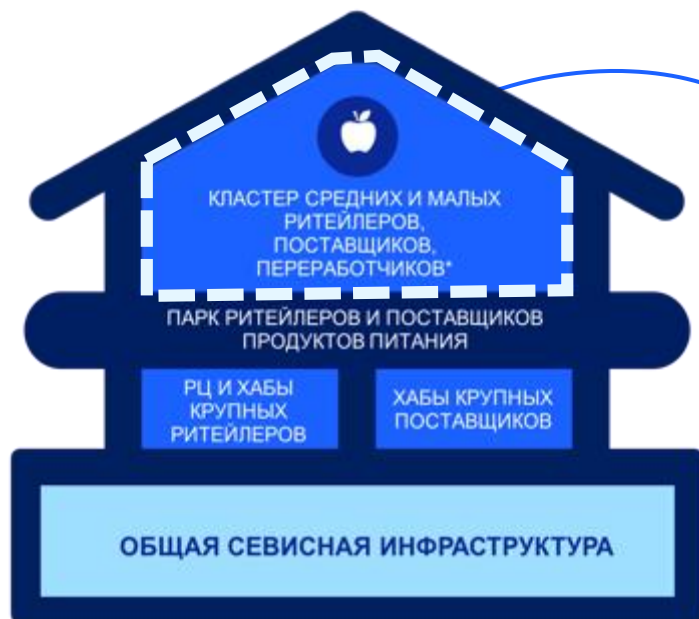 КЛАСТЕР СРЕДНИХ И МАЛЫХ
РИТЕЙЛЕРОВ,
ПОСТАВЩИКОВ,
ПЕРЕРАБОТЧИКОВ*
ПАРК РИТЕЙЛЕРОВ И ПОСТАВЩИКОВ
ПРОДУКТОВ ПИТАНИЯ
РЦ И ХАБЫ
КРУПНЫХ
РИТЕЙЛЕРОВ
ХАБЫ КРУПНЫХ
ПОСТАВЩИКОВ
ОБЩАЯ СЕВИСНАЯ ИНФРАСТРУКТУРА